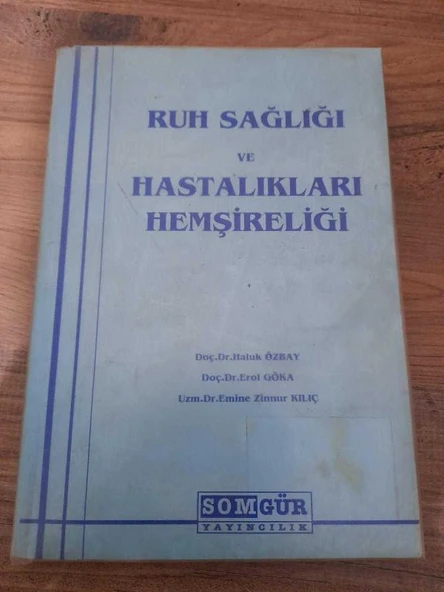 RUH SAĞLIĞI
VE
HASTALIKLARI
HEMŞİRELİĞİ
Doç.Dr.Haluk ÖZBAY
Doç.Dr.Erol GÖKA
Uzm.Dr.Emine Zinnur KILIÇ
SOMGÜR
YAYINCILIK